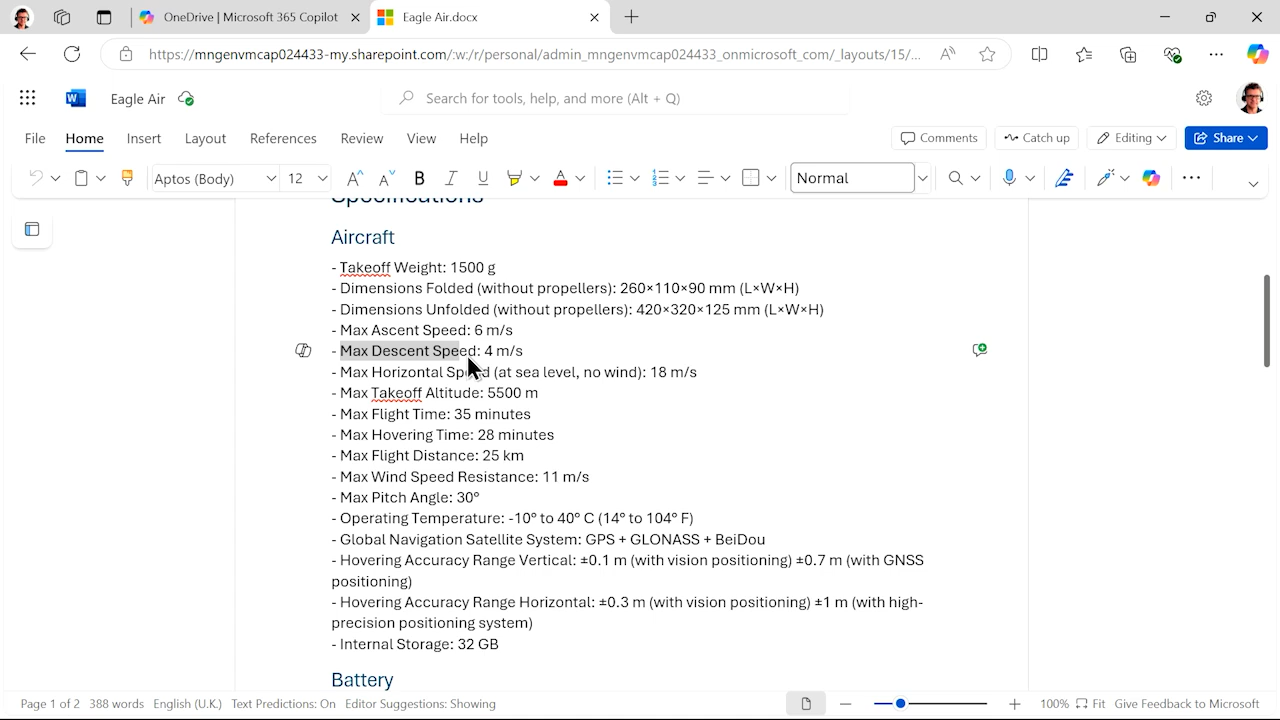 OneDrive | Microsoft 365 Copilot
Eagle Air.docx
https://mngenvmcap024433-my.sharepoint.com/:w:/r/personal/admin_mngenvmcap024433_onmicrosoft_com/_layouts/15/...
Eagle Air
Search for tools, help, and more (Alt + Q)
File Home Insert Layout References Review View Help
Comments Catch up Editing Share
Aptos (Body) 12 A A B I U A Normal
Specifications
Aircraft
- Takeoff Weight: 1500 g
- Dimensions Folded (without propellers): 260×110×90 mm (L×W×H)
- Dimensions Unfolded (without propellers): 420×320×125 mm (L×W×H)
- Max Ascent Speed: 6 m/s
- Max Descent Speed: 4 m/s
- Max Horizontal Speed (at sea level, no wind): 18 m/s
- Max Takeoff Altitude: 5500 m
- Max Flight Time: 35 minutes
- Max Hovering Time: 28 minutes
- Max Flight Distance: 25 km
- Max Wind Speed Resistance: 11 m/s
- Max Pitch Angle: 30°
- Operating Temperature: -10° to 40° C (14° to 104° F)
- Global Navigation Satellite System: GPS + GLONASS + BeiDou
- Hovering Accuracy Range Vertical: ±0.1 m (with vision positioning) ±0.7 m (with GNSS
positioning)
- Hovering Accuracy Range Horizontal: ±0.3 m (with vision positioning) ±1 m (with high-
precision positioning system)
- Internal Storage: 32 GB
Battery
Page 1 of 2 388 words English (U.K.) Text Predictions: On Editor Suggestions: Showing 100% Fit Give Feedback to Microsoft